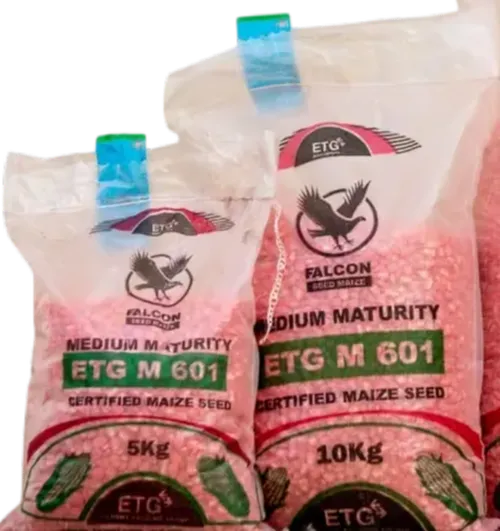 ETG
FALCON
SEED MAIZE
MEDIUM MATURITY
ETG M 601
CERTIFIED MAIZE SEED
5Kg
ETG
ETG
FALCON
SEED MAIZE
DIUM MATURITY
ETG M 601
CERTIFIED MAIZE SEED
10Kg
ETG